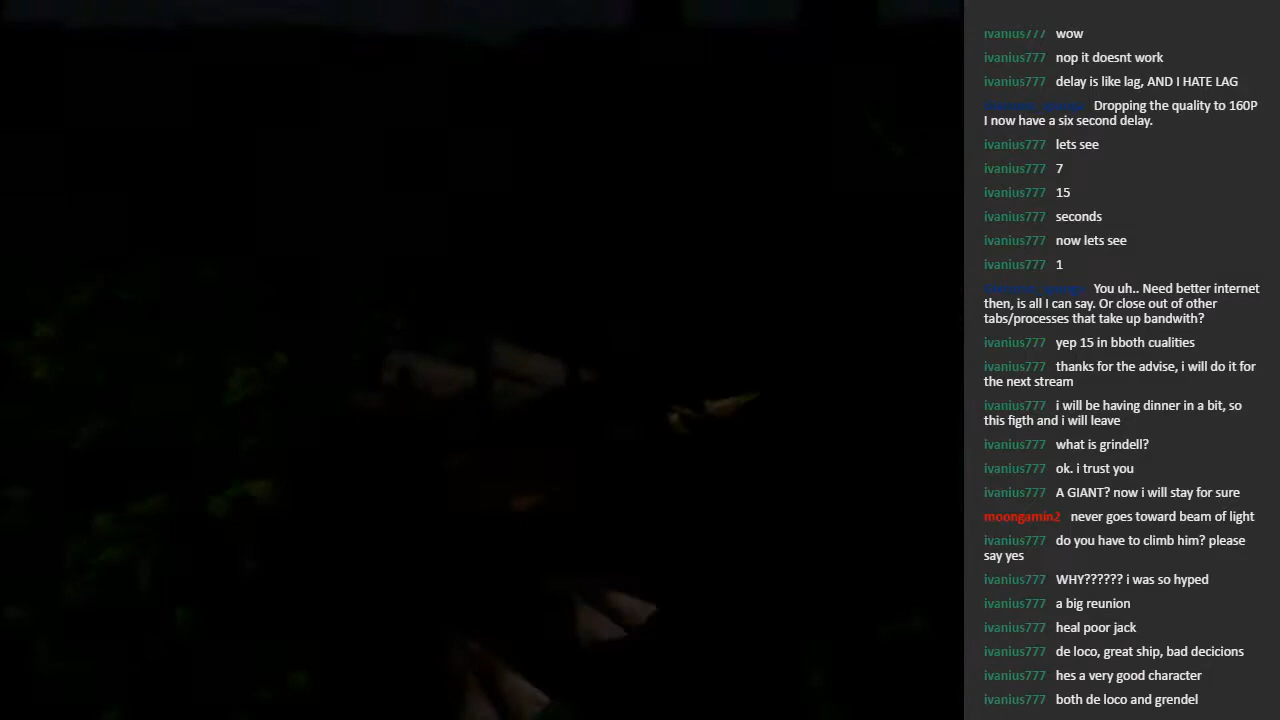 ivanius777 wow
ivanius777 nop it doesnt work
ivanius777 delay is like lag, AND I HATE LAG
Dropping the quality to 160P
I now have a six second delay.
ivanius777 lets see
ivanius777 7
ivanius777 15
ivanius777 seconds
ivanius777 now lets see
ivanius777 1
You uh.. Need better internet
then, is all I can say. Or close out of other
tabs/processes that take up bandwith?
ivanius777 yep 15 in bboth cualities
ivanius777 thanks for the advise, i will do it for
the next stream
ivanius777 i will be having dinner in a bit, so
this figth and i will leave
ivanius777 what is grindell?
ivanius777 ok. i trust you
ivanius777 A GIANT? now i will stay for sure
moongamin2 never goes toward beam of light
ivanius777 do you have to climb him? please
say yes
ivanius777 WHY?????? i was so hyped
ivanius777 a big reunion
ivanius777 heal poor jack
ivanius777 de loco, great ship, bad decicions
ivanius777 hes a very good character
ivanius777 both de loco and grendel